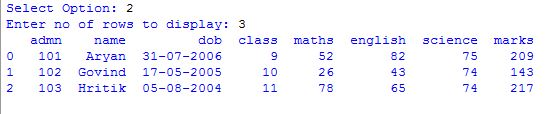 Select Option: 2
Enter no of rows to display: 3
admn name dob class maths english science marks
0 101 Aryan 31-07-2006 9 52 82 75 209
1 102 Govind 17-05-2005 10 26 43 74 143
2 103 Hritik 05-08-2004 11 78 65 74 217